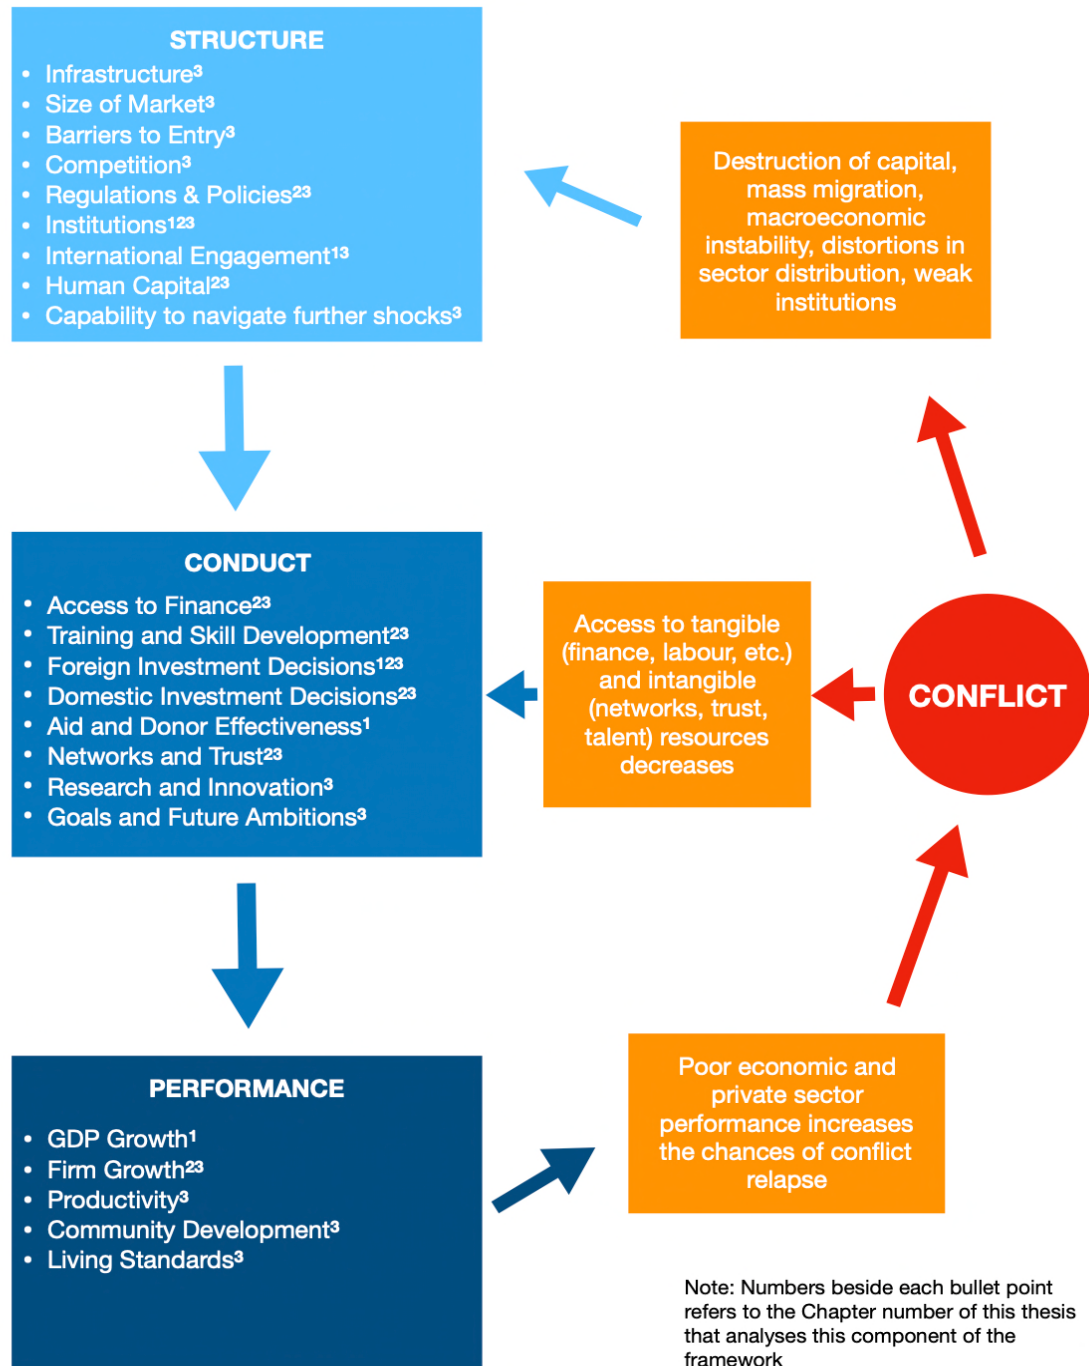 STRUCTURE
• Infrastructure³
• Size of Market³
• Barriers to Entry³
• Competition³
• Regulations & Policies²³
• Institutions¹²³
• International Engagement¹³
• Human Capital²³
• Capability to navigate further shocks³
Destruction of capital,
mass migration,
macroeconomic
instability, distortions in
sector distribution, weak
institutions
CONDUCT
• Access to Finance²³
• Training and Skill Development²³
• Foreign Investment Decisions¹²³
• Domestic Investment Decisions²³
• Aid and Donor Effectiveness¹
• Networks and Trust²³
• Research and Innovation³
• Goals and Future Ambitions³
Access to tangible
(finance, labour, etc.)
and intangible
(networks, trust,
talent) resources
decreases
CONFLICT
PERFORMANCE
• GDP Growth¹
• Firm Growth²³
• Productivity³
• Community Development³
• Living Standards³
Poor economic and
private sector
performance increases
the chances of conflict
relapse
Note: Numbers beside each bullet point
refers to the Chapter number of this thesis
that analyses this component of the
framework